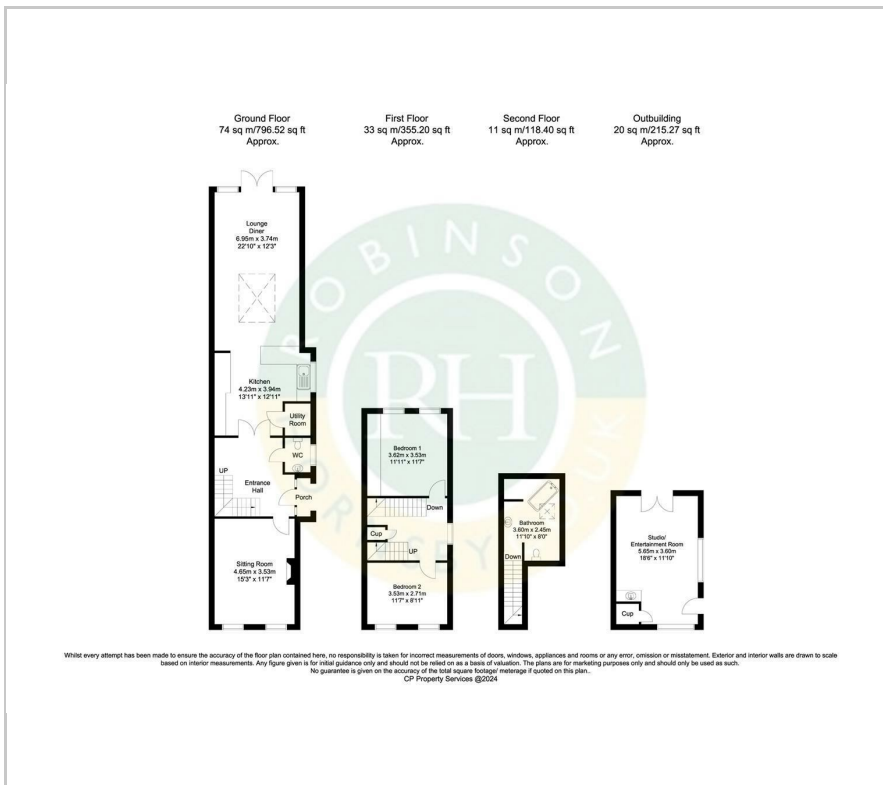 Ground Floor
74 sq m/796.52 sq ft
Approx.
First Floor
33 sq m/355.20 sq ft
Approx.
Second Floor
11 sq m/118.40 sq ft
Approx.
Outbuilding
20 sq m/215.27 sq ft
Approx.
Lounge
Diner
6.95m x 3.74m
22'10" x 12'3"
Kitchen
4.23m x 3.94m
13'11" x 12'11"
Utility
Room
WC
UP
Entrance
Hall
Porch
Sitting Room
4.65m x 3.53m
15'3" x 11'7"
Bedroom 1
3.62m x 3.53m
11'11" x 11'7"
Down
Cup
UP
Bedroom 2
3.53m x 2.71m
11'7" x 8'11"
Bathroom
3.60m x 2.45m
11'10" x 8'0"
Down
Studio/
Entertainment Room
5.65m x 3.60m
18'6" x 11'10"
Cup
ROBINSON
RH
ORNSBY.CO.UK
Whilst every attempt has been made to ensure the accuracy of the floor plan contained here, no responsibility is taken for incorrect measurements of doors, windows, appliances and rooms or any error, omission or misstatement. Exterior and interior walls are drawn to scale
based on interior measurements. Any figure given is for initial guidance only and should not be relied on as a basis of valuation. The plans are for marketing purposes only and should only be used as such.
No guarantee is given on the accuracy of the total square footage/ meterage if quoted on this plan..
CP Property Services @2024